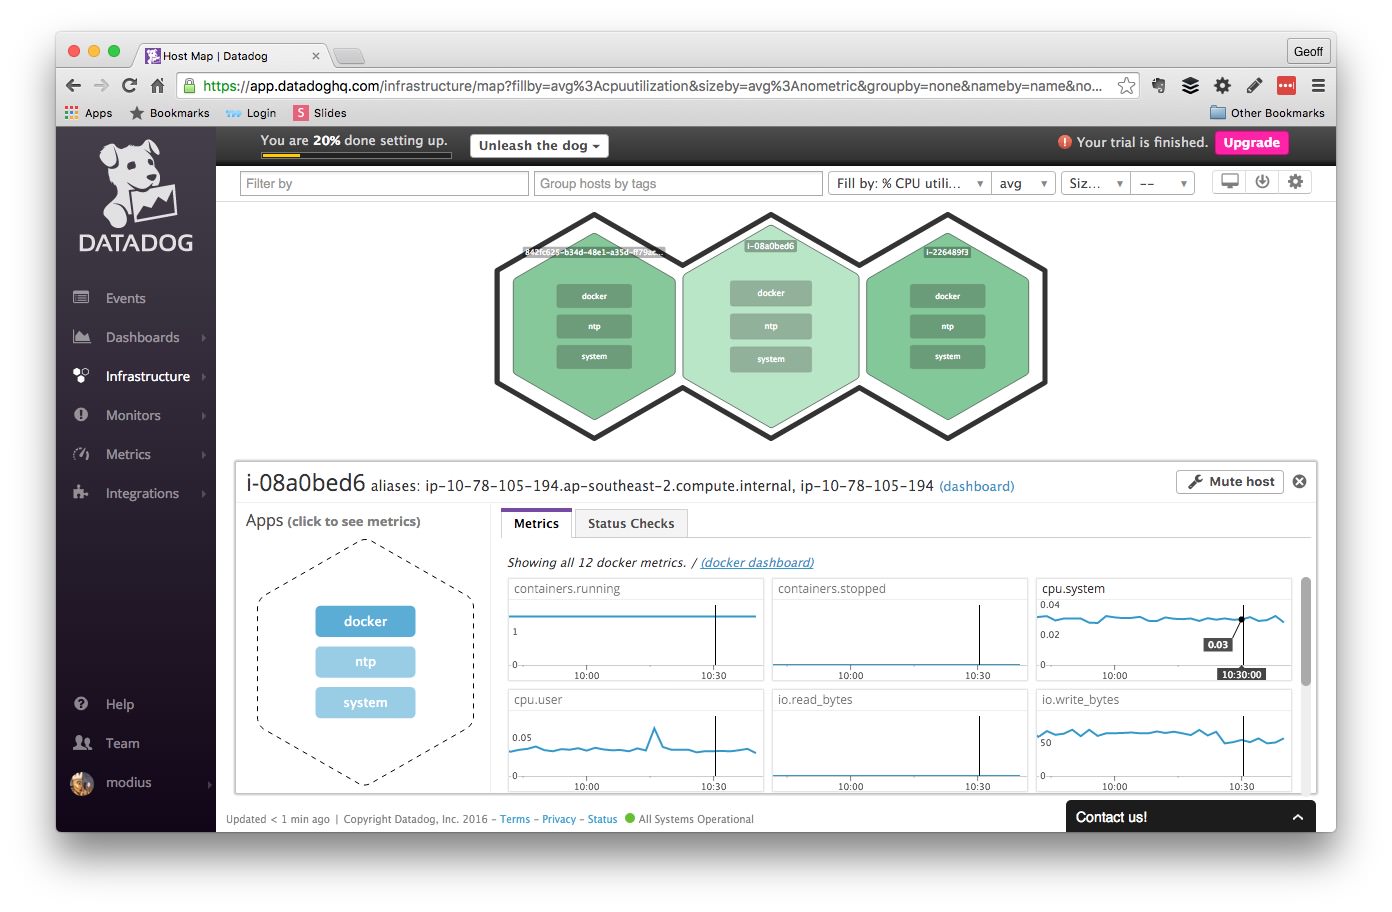 Host Map | Datadog
Geoff
https://app.datadoghq.com/infrastructure/map?fillby=avg%3Acpuutilization&sizeby=avg%3Anometric&groupby=none&nameby=name&no...
Apps
Bookmarks
Login
Slides
Other Bookmarks
DATADOG
Events
Dashboards
Infrastructure
Monitors
Metrics
Integrations
Help
Team
modius
You are 20% done setting up.
Unleash the dog
Your trial is finished.
Upgrade
Filter by
Group hosts by tags
Fill by: % CPU utili...
avg
Siz...
--
842fc625-b34d-48e1-a35d-ff79ac...
docker
ntp
system
i-08a0bed6
docker
ntp
system
i-226489f3
docker
ntp
system
i-08a0bed6 aliases: ip-10-78-105-194.ap-southeast-2.compute.internal, ip-10-78-105-194 (dashboard)
Mute host
Apps (click to see metrics)
docker
ntp
system
Metrics
Status Checks
Showing all 12 docker metrics. / (docker dashboard)
containers.running
1
0
10:00
10:30
containers.stopped
0
10:00
10:30
cpu.system
0.04
0.02
0
0.03
10:00
10:30:00
cpu.user
0.05
0
10:00
10:30
io.read_bytes
0
10:00
10:30
io.write_bytes
50
0
10:00
10:30
Updated < 1 min ago | Copyright Datadog, Inc. 2016 - Terms - Privacy - Status All Systems Operational
Contact us!